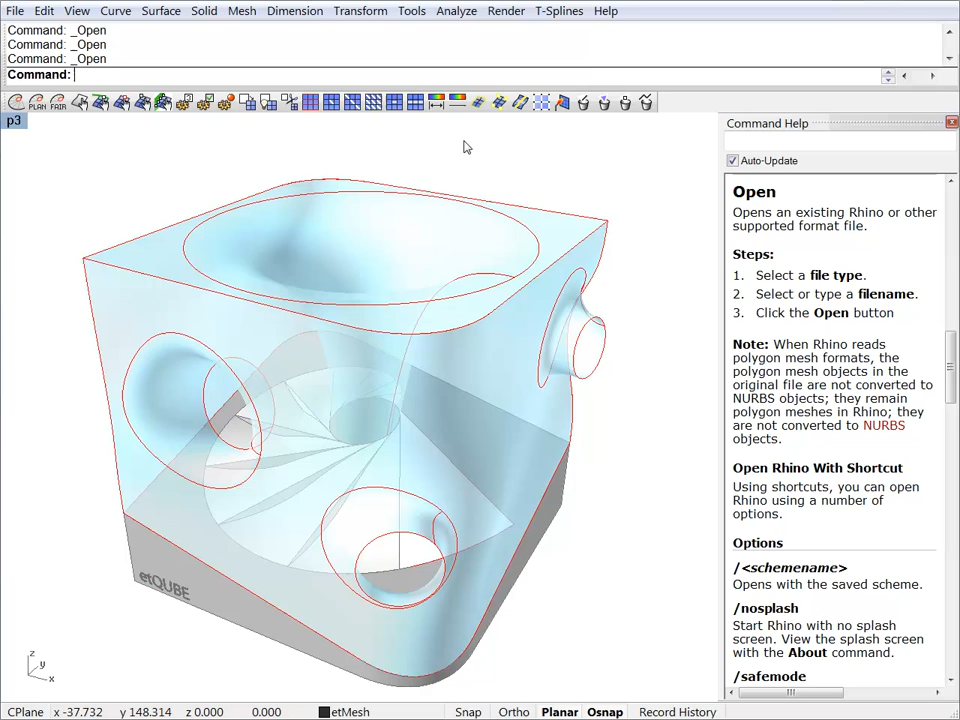 File Edit View Curve Surface Solid Mesh Dimension Transform Tools Analyze Render T-Splines Help
Command: _Open
Command: _Open
Command: _Open
Command:
PLAN FAIR
p3
Command Help
Auto-Update
Open
Opens an existing Rhino or other
supported format file.
Steps:
1. Select a file type.
2. Select or type a filename.
3. Click the Open button
Note: When Rhino reads
polygon mesh formats, the
polygon mesh objects in the
original file are not converted to
NURBS objects; they remain
polygon meshes in Rhino; they
are not converted to NURBS
objects.
Open Rhino With Shortcut
Using shortcuts, you can open
Rhino using a number of
options.
Options
/<schemename>
Opens with the saved scheme.
/nosplash
Start Rhino with no splash
screen. View the splash screen
with the About command.
/safemode
etQUBE
z
y
x
CPlane x -37.732 y 148.314 z 0.000 0.000 etMesh Snap Ortho Planar Osnap Record History